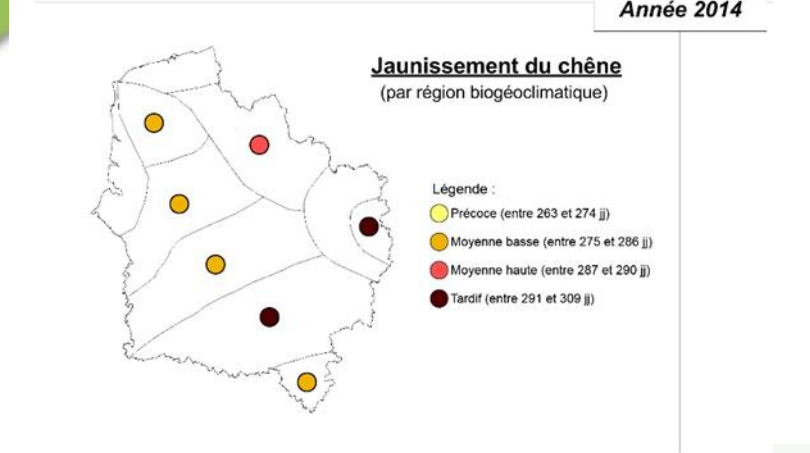 Année 2014
Jaunissement du chêne
(par région biogéoclimatique)
Légende :
Précoce (entre 263 et 274 jj)
Moyenne basse (entre 275 et 286 jj)
Moyenne haute (entre 287 et 290 jj)
Tardif (entre 291 et 309 jj)